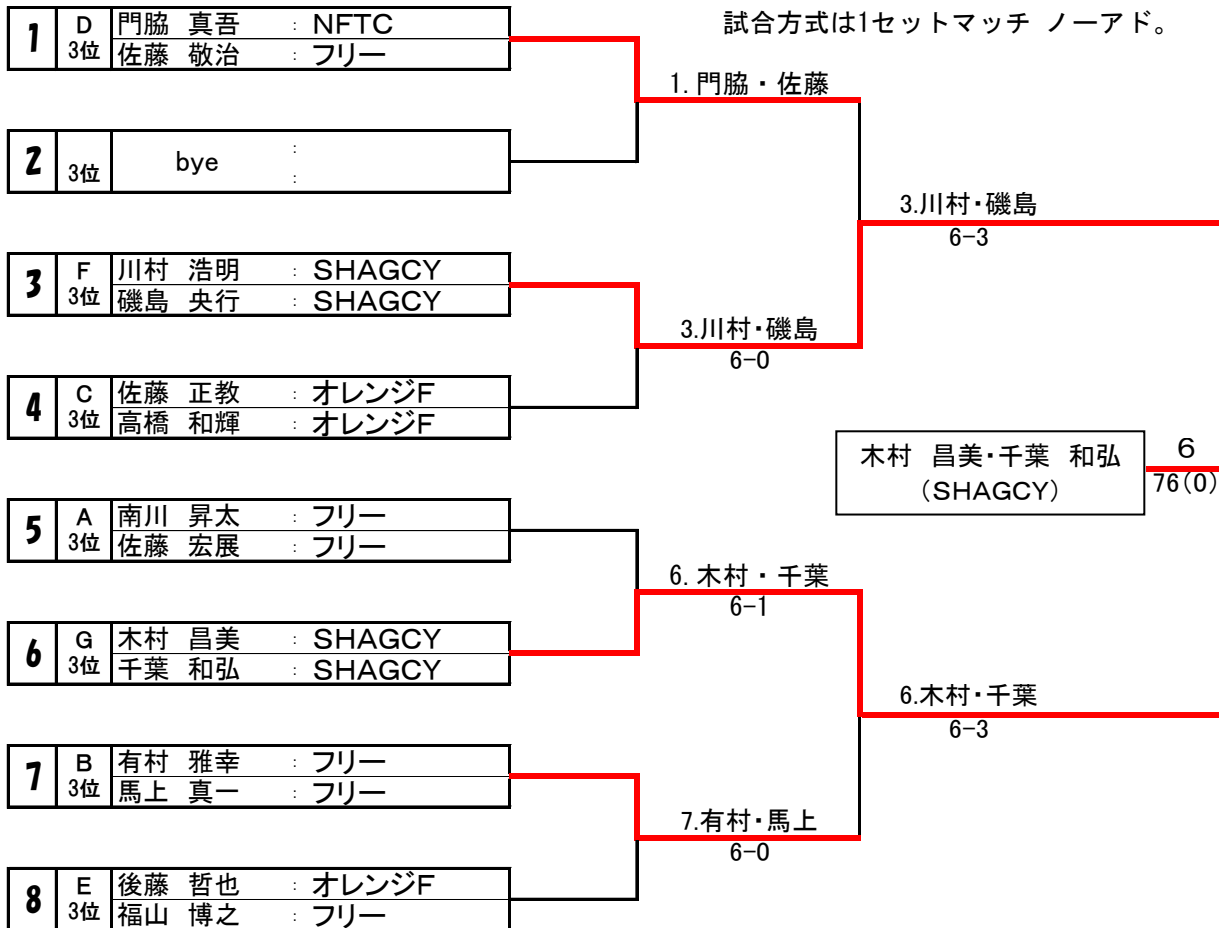 試合方式は1セットマッチ ノーアド。
1 D 3位 門脇 真吾 : NFTC
佐藤 敬治 : フリー
1.門脇・佐藤
2 3位 bye :
:
3.川村・磯島
6-3
3 F 3位 川村 浩明 : SHAGCY
磯島 央行 : SHAGCY
3.川村・磯島
6-0
4 C 3位 佐藤 正教 : オレンジF
高橋 和輝 : オレンジF
木村 昌美・千葉 和弘 6
(SHAGCY) 76(0)
5 A 3位 南川 昇太 : フリー
佐藤 宏展 : フリー
6.木村・千葉
6-1
6 G 3位 木村 昌美 : SHAGCY
千葉 和弘 : SHAGCY
6.木村・千葉
6-3
7 B 3位 有村 雅幸 : フリー
馬上 真一 : フリー
7.有村・馬上
6-0
8 E 3位 後藤 哲也 : オレンジF
福山 博之 : フリー